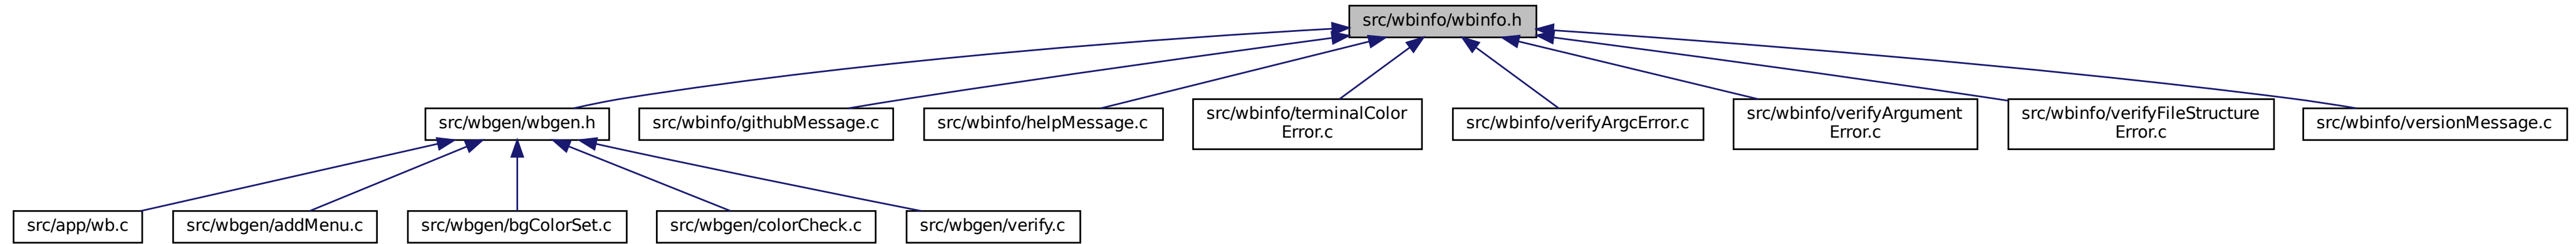 src/wbinfo/wbinfo.h
src/wbgen/wbgen.h
src/wbinfo/githubMessage.c
src/wbinfo/helpMessage.c
src/wbinfo/terminalColor
Error.c
src/wbinfo/verifyArgcError.c
src/wbinfo/verifyArgument
Error.c
src/wbinfo/verifyFileStructure
Error.c
src/wbinfo/versionMessage.c
src/app/wb.c
src/wbgen/addMenu.c
src/wbgen/bgColorSet.c
src/wbgen/colorCheck.c
src/wbgen/verify.c